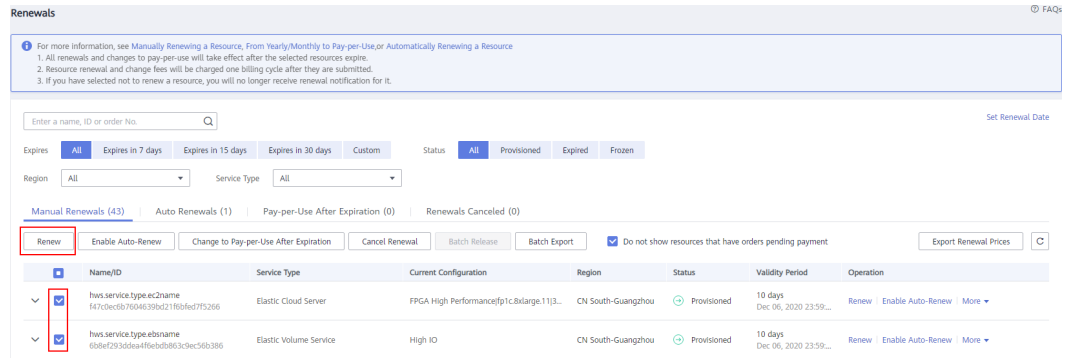 FAQs
Renewals
For more information, see Manually Renewing a Resource, From Yearly/Monthly to Pay-per-Use,or Automatically Renewing a Resource
1. All renewals and changes to pay-per-use will take effect after the selected resources expire.
2. Resource renewal and change fees will be charged one billing cycle after they are submitted.
3. If you have selected not to renew a resource, you will no longer receive renewal notification for it.
Enter a name, ID or order No.
Set Renewal Date
Expires All Expires in 7 days Expires in 15 days Expires in 30 days Custom Status All Provisioned Expired Frozen
Region All Service Type All
Manual Renewals (43) Auto Renewals (1) Pay-per-Use After Expiration (0) Renewals Canceled (0)
Renew Enable Auto-Renew Change to Pay-per-Use After Expiration Cancel Renewal Batch Release Batch Export Do not show resources that have orders pending payment Export Renewal Prices
Name/ID Service Type Current Configuration Region Status Validity Period Operation
hws.service.type.ec2name
f47c0ec6b7604639bd21f6bfed7f5266
Elastic Cloud Server FPGA High Performance|fp1c.8xlarge.11|3... CN South-Guangzhou Provisioned 10 days
Dec 06, 2020 23:59:...
Renew Enable Auto-Renew More
hws.service.type.ebsname
6b8ef293ddea4f6ebdb863c9ec56b386
Elastic Volume Service High IO CN South-Guangzhou Provisioned 10 days
Dec 06, 2020 23:59:...
Renew Enable Auto-Renew More